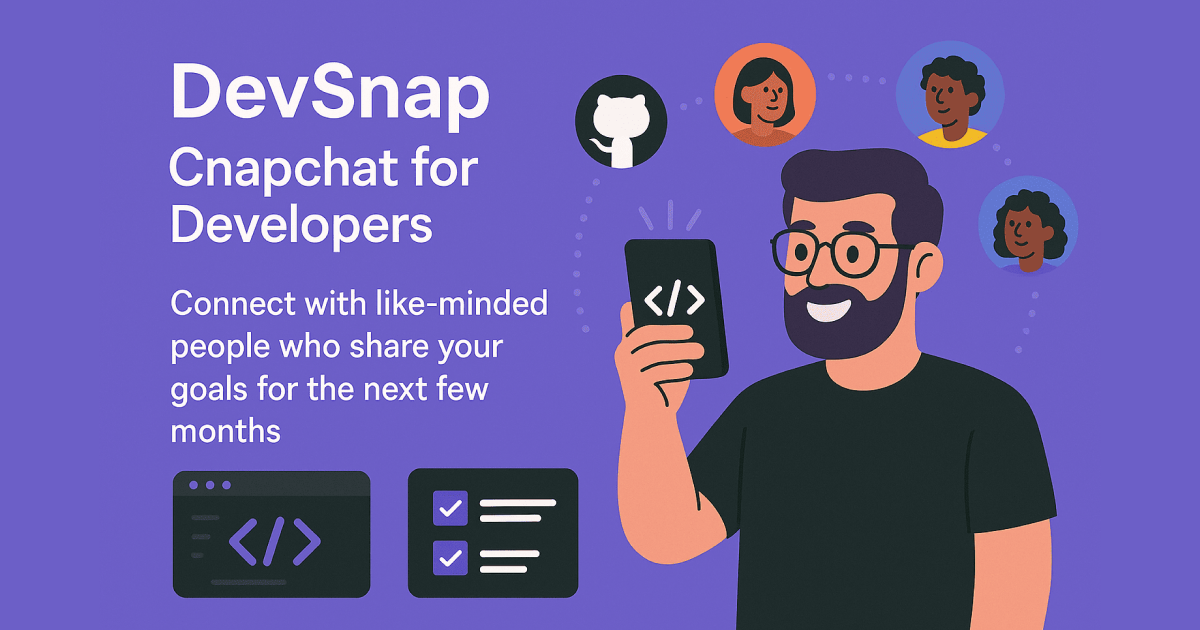 DevSnap
Cnapchat for
Developers
Connect with like-minded
people who share your
goals for the next few
months
</>
</>